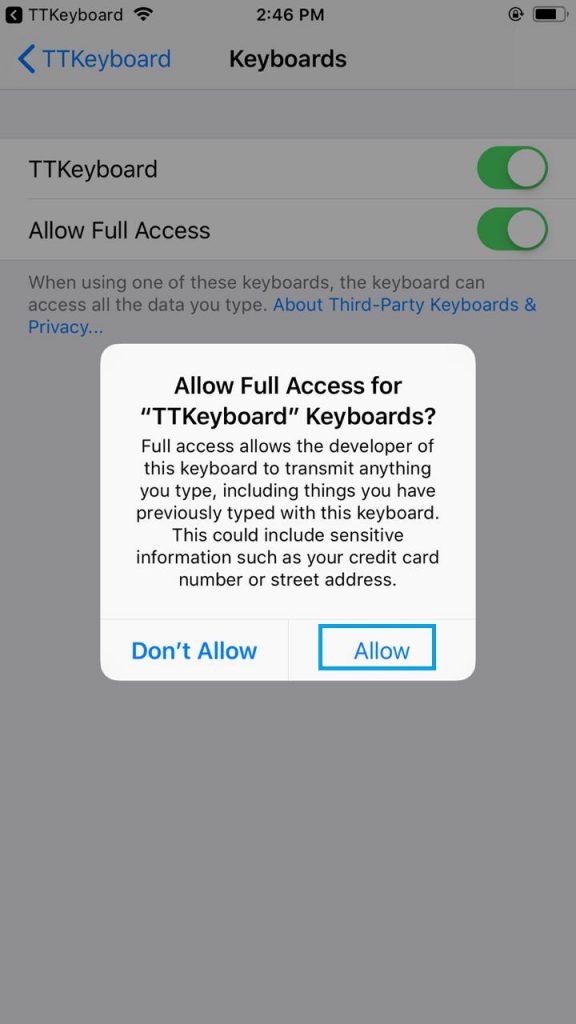 TTKeyboard 2:46 PM
TTKeyboard Keyboards
TTKeyboard
Allow Full Access
When using one of these keyboards, the keyboard can
access all the data you type. About Third-Party Keyboards &
Privacy...
Allow Full Access for
“TTKeyboard” Keyboards?
Full access allows the developer of
this keyboard to transmit anything
you type, including things you have
previously typed with this keyboard.
This could include sensitive
information such as your credit card
number or street address.
Don’t Allow Allow